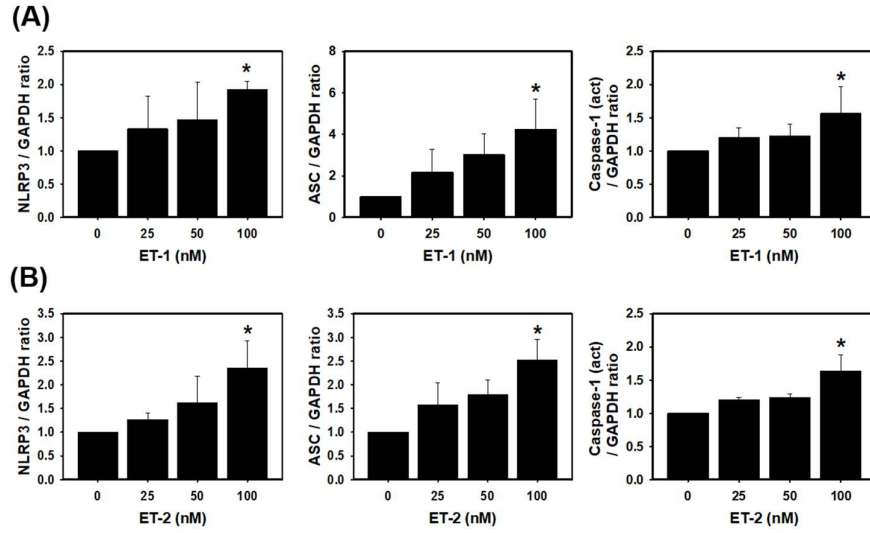 (A)
NLRP3 / GAPDH ratio
2.5
2.0
1.5
1.0
0.5
0.0
*
0 25 50 100
ET-1 (nM)
ASC / GAPDH ratio
8
6
4
2
0
*
0 25 50 100
ET-1 (nM)
Caspase-1 (act)
/ GAPDH ratio
2.5
2.0
1.5
1.0
0.5
0.0
*
0 25 50 100
ET-1 (nM)
(B)
NLRP3 / GAPDH ratio
3.5
3.0
2.5
2.0
1.5
1.0
0.5
0.0
*
0 25 50 100
ET-2 (nM)
ASC / GAPDH ratio
3.5
3.0
2.5
2.0
1.5
1.0
0.5
0.0
*
0 25 50 100
ET-2 (nM)
Caspase-1 (act)
/ GAPDH ratio
2.5
2.0
1.5
1.0
0.5
0.0
*
0 25 50 100
ET-2 (nM)